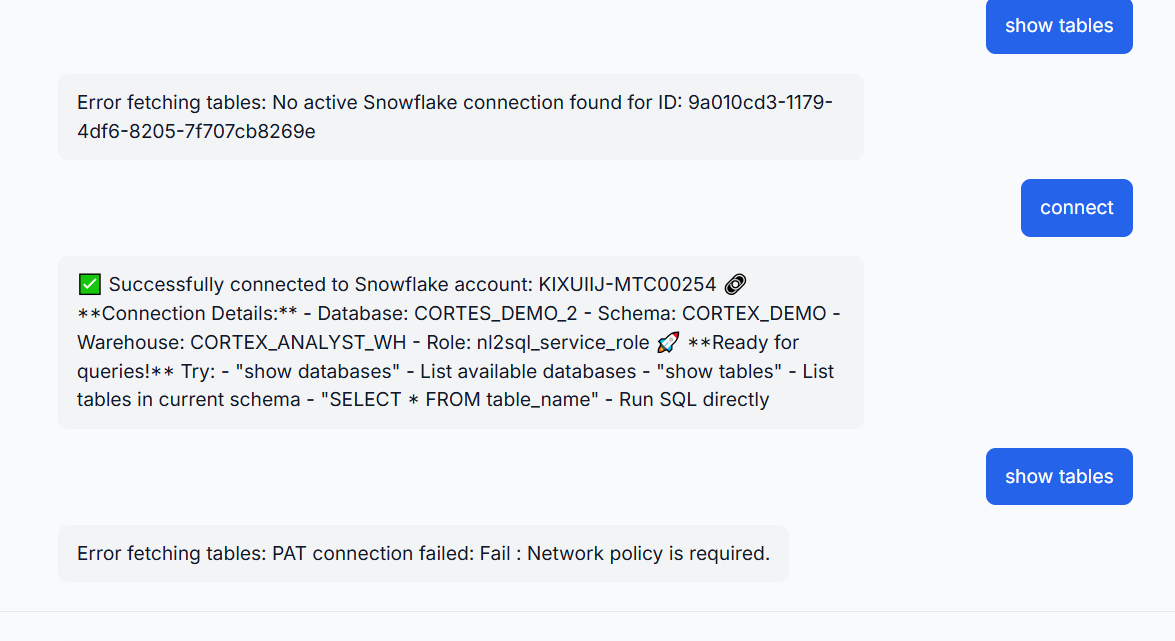 show tables
Error fetching tables: No active Snowflake connection found for ID: 9a010cd3-1179-
4df6-8205-7f707cb8269e
connect
✅ Successfully connected to Snowflake account: KIXUIIJ-MTC00254 🔗
**Connection Details:** - Database: CORTES_DEMO_2 - Schema: CORTEX_DEMO -
Warehouse: CORTEX_ANALYST_WH - Role: nl2sql_service_role 🚀 **Ready for
queries!** Try: - "show databases" - List available databases - "show tables" - List
tables in current schema - "SELECT * FROM table_name" - Run SQL directly
show tables
Error fetching tables: PAT connection failed: Fail : Network policy is required.